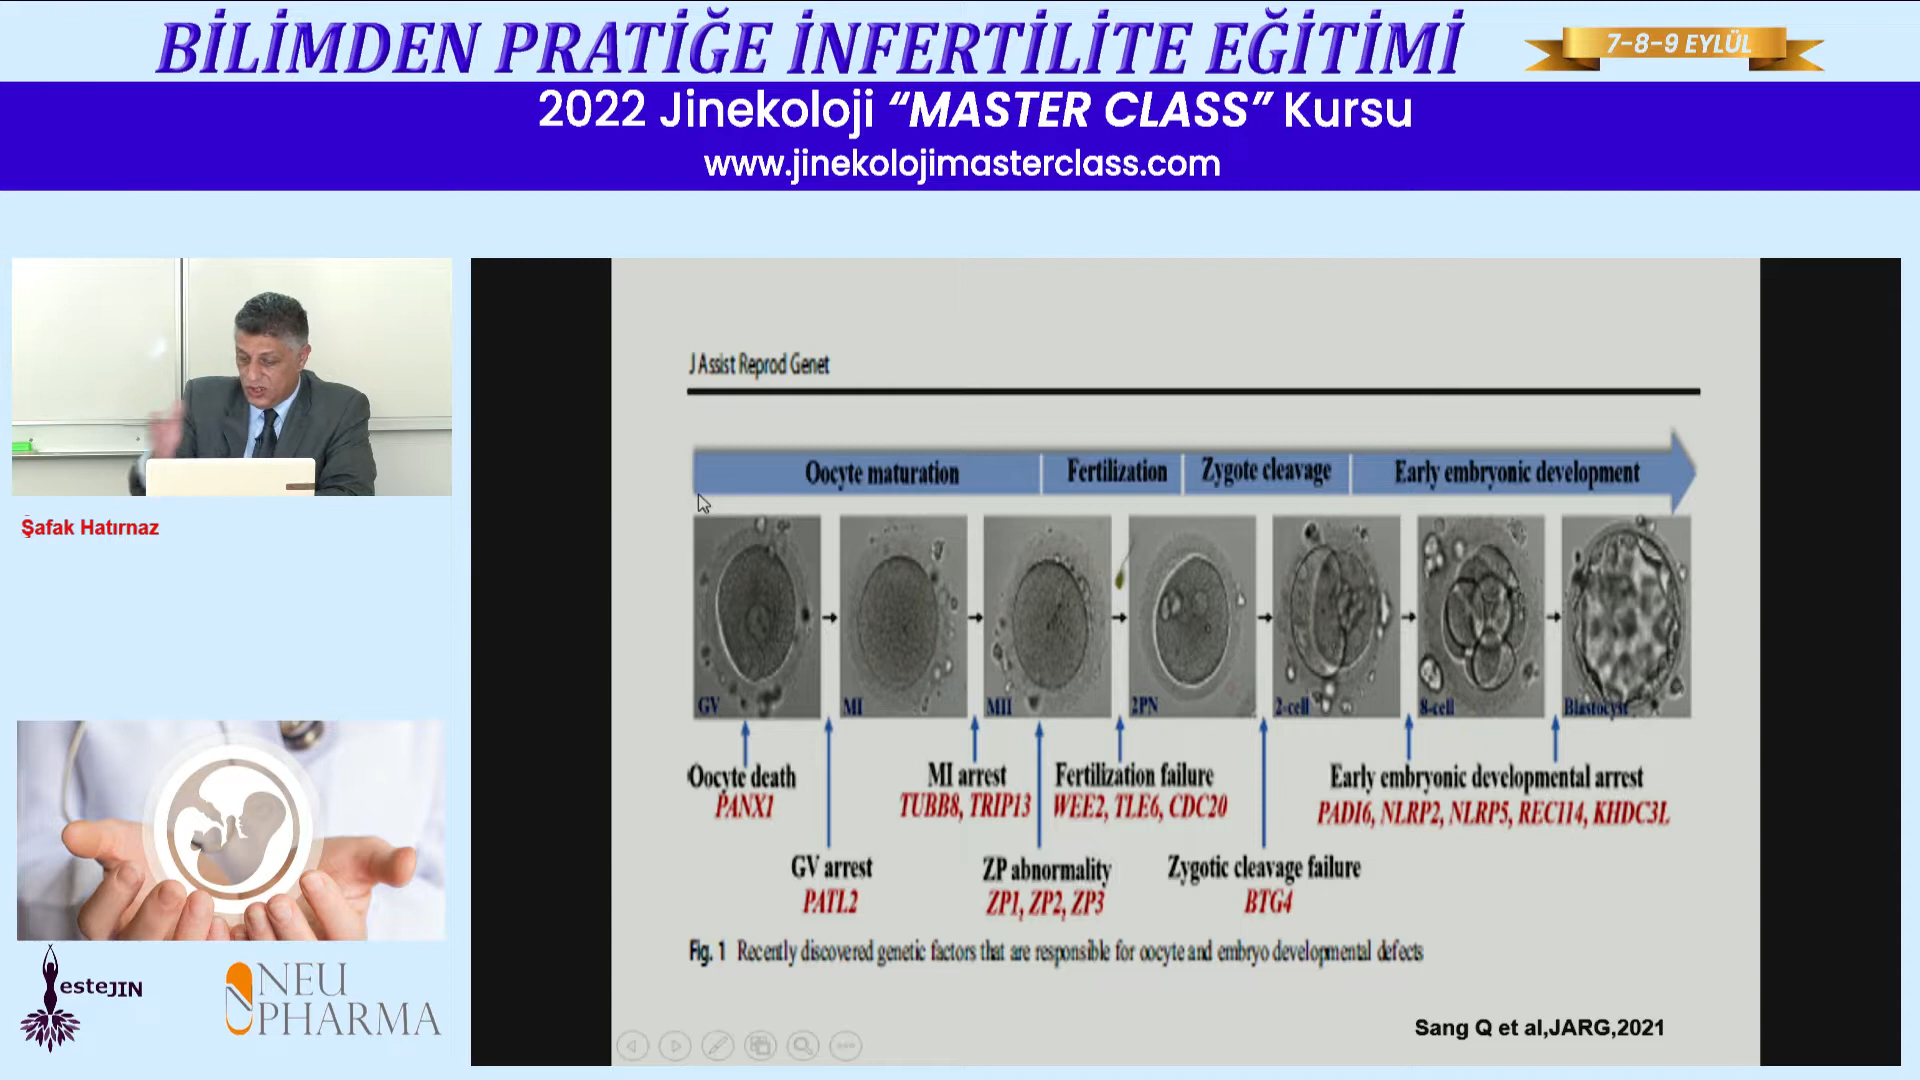 BİLİMDEN PRATİĞE İNFERTİLİTE EĞİTİMİ
7-8-9 EYLÜL
2022 Jinekoloji “MASTER CLASS” Kursu
www.jinekolojimasterclass.com
Şafak Hatırnaz
esteJIN
NEU
PHARMA
J Assist Reprod Genet
Oocyte maturation Fertilization Zygote cleavage Early embryonic development
GV MI MII 2PN 2-cell 8-cell Blastocyst
Oocyte death MI arrest Fertilization failure Early embryonic developmental arrest
PANX1 TUBB8, TRIP13 WEE2, TLE6, CDC20 PADI6, NLRP2, NLRP5, REC114, KHDC3L
GV arrest ZP abnormality Zygotic cleavage failure
PATL2 ZP1, ZP2, ZP3 BTG4
Fig. 1 Recently discovered genetic factors that are responsible for oocyte and embryo developmental defects
Sang Q et al,JARG,2021